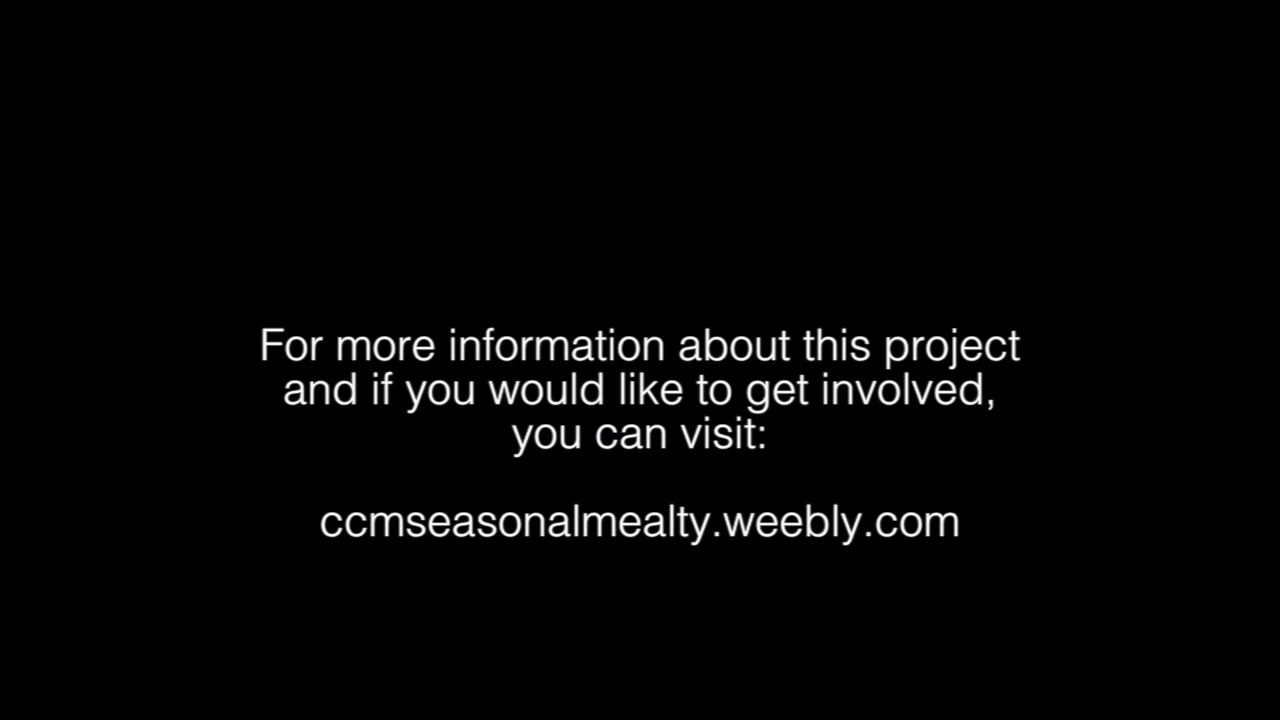 For more information about this project
and if you would like to get involved,
you can visit:
ccmseasonalmealty.weebly.com